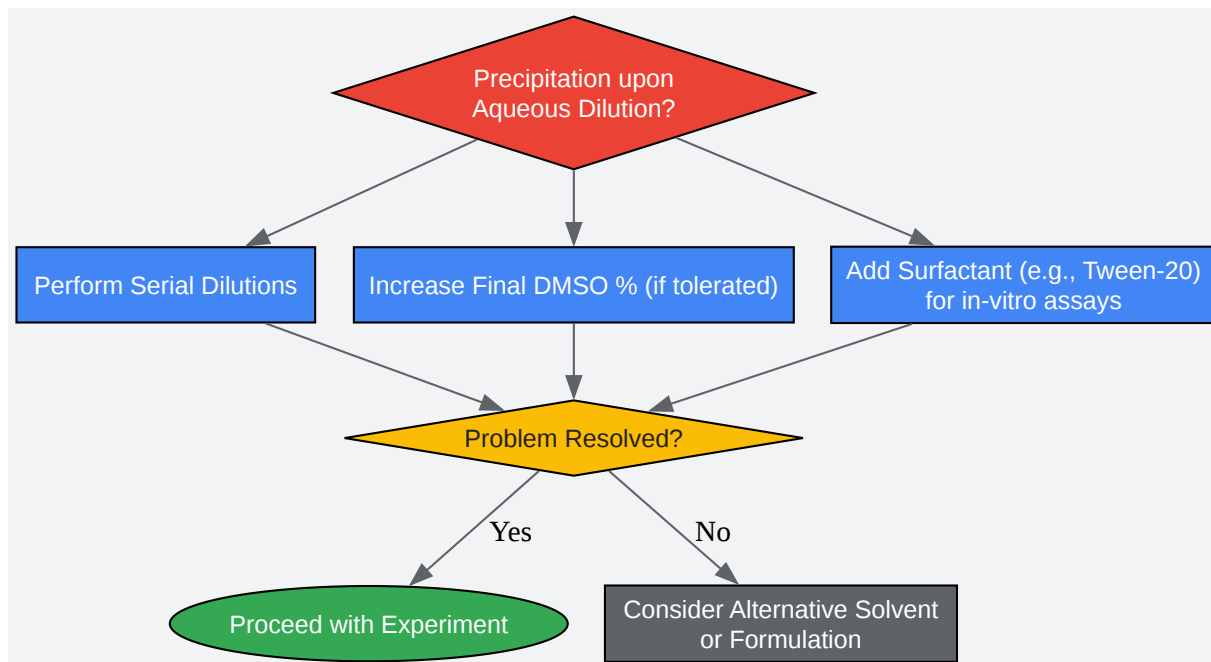 Precipitation upon
Aqueous Dilution?
Perform Serial Dilutions
Increase Final DMSO % (if tolerated)
Add Surfactant (e.g., Tween-20)
for in-vitro assays
Problem Resolved?
Yes
No
Proceed with Experiment
Consider Alternative Solvent
or Formulation